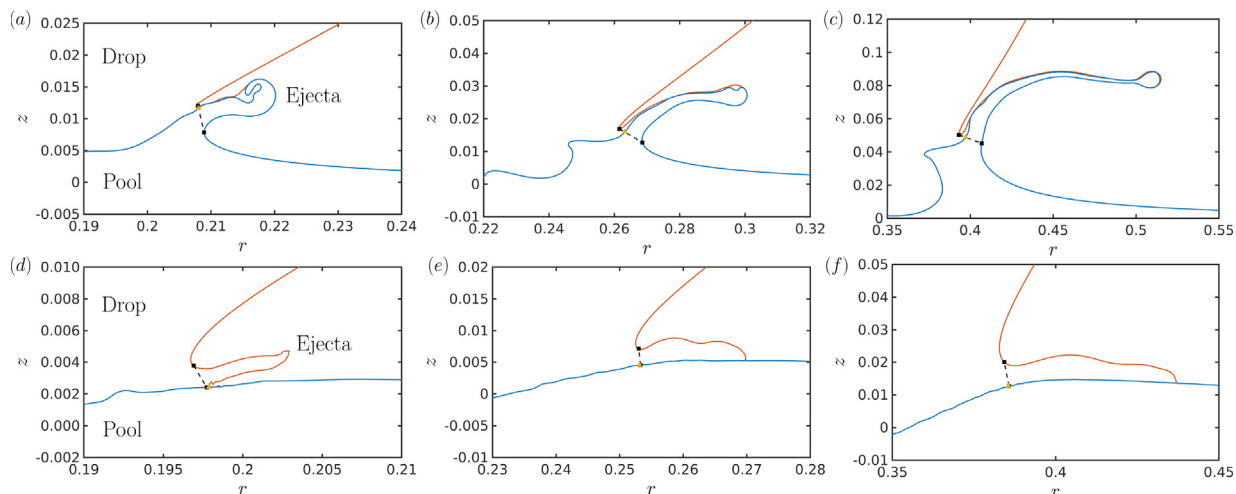 (a)
0.025
0.020
0.015
0.010
0.005
0
-0.005
z
Drop
Ejecta
Pool
0.19 0.2 0.21 0.22 0.23 0.24
r
(b)
0.05
0.04
0.03
0.02
0.01
0
-0.01
z
0.22 0.24 0.26 0.28 0.3 0.32
r
(c)
0.12
0.10
0.08
0.06
0.04
0.02
0
z
0.35 0.4 0.45 0.5 0.55
r
(d)
0.010
0.008
0.006
0.004
0.002
0.000
-0.002
z
Drop
Ejecta
Pool
0.19 0.195 0.2 0.205 0.21
r
(e)
0.020
0.015
0.010
0.005
0
-0.005
-0.01
z
0.23 0.24 0.25 0.26 0.27 0.28
r
(f)
0.05
0.04
0.03
0.02
0.01
0
-0.01
z
0.35 0.4 0.45
r